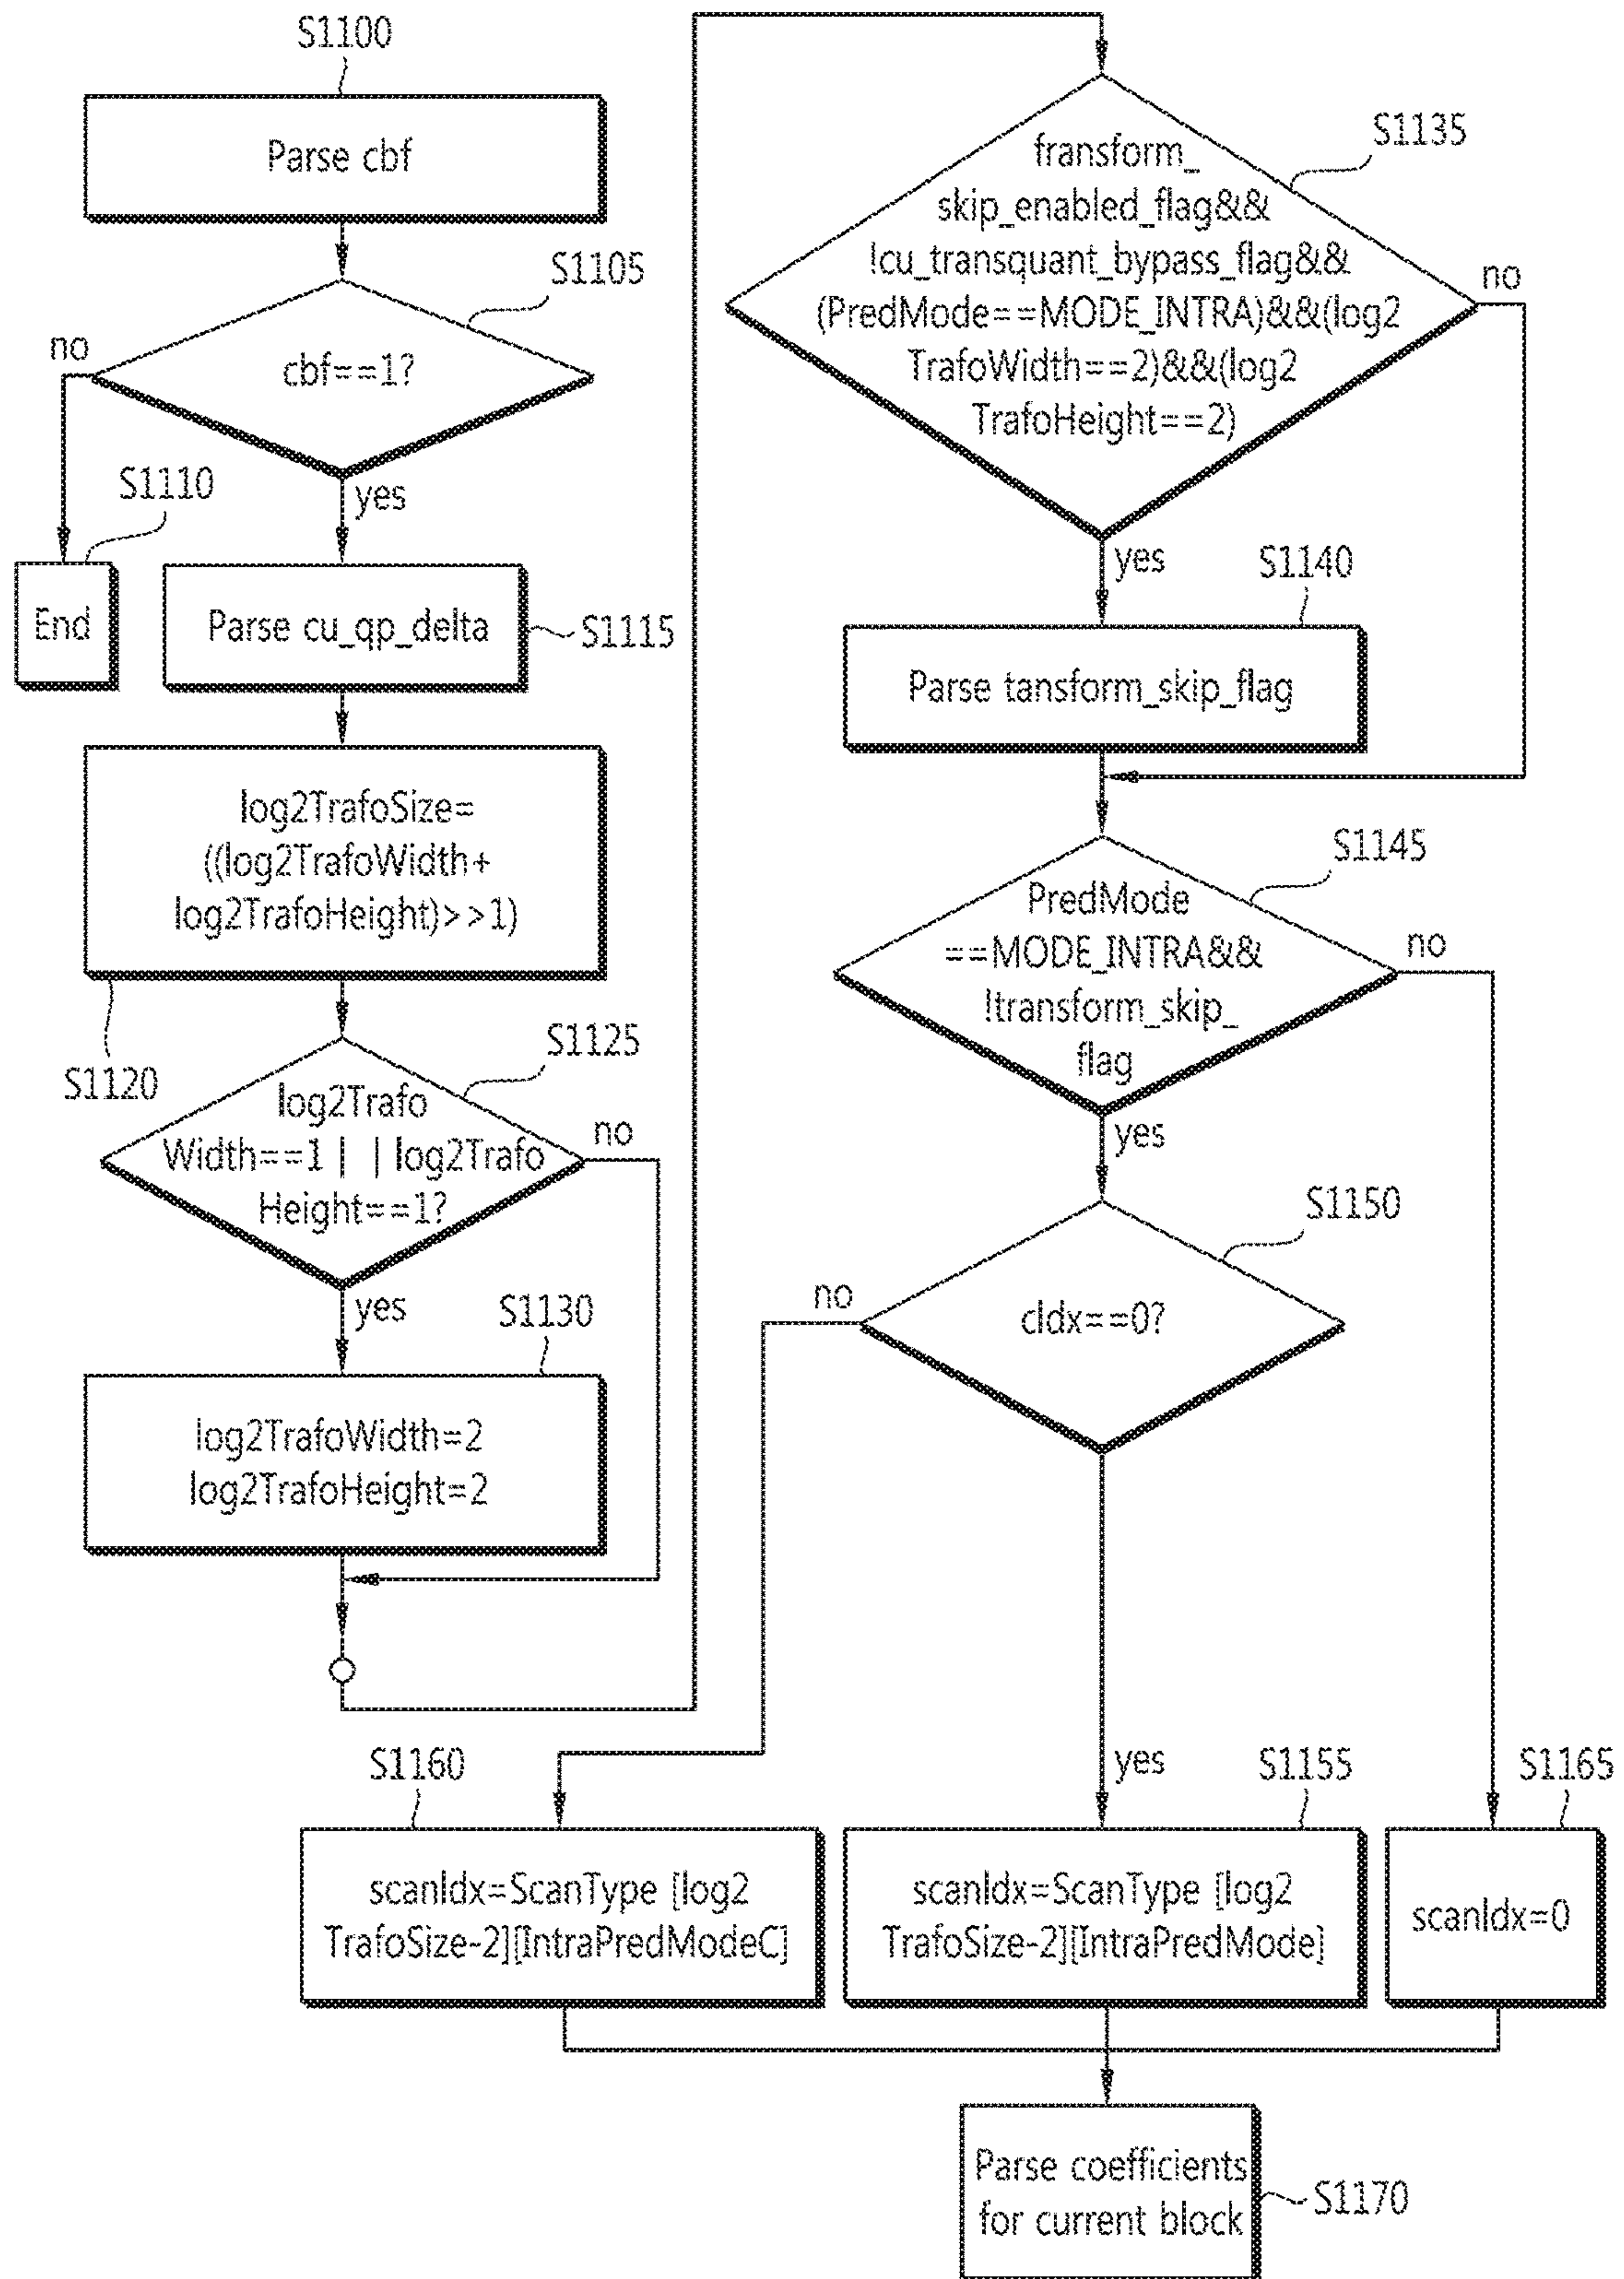 S1100
Parse cbf
S1105
no
cbf==1?
yes
S1110
End
Parse cu_qp_delta
S1115
log2TrafoSize=
((log2TrafoWidth+
log2TrafoHeight)>>1)
S1120
S1125
log2Trafo
Width==1 | | log2Trafo
Height==1?
no
yes
S1130
log2TrafoWidth=2
log2TrafoHeight=2
S1135
fransform_
skip_enabled_flag&&
!cu_transquant_bypass_flag&&
(PredMode==MODE_INTRA)&&(log2
TrafoWidth==2)&&(log2
TrafoHeight==2)
no
yes
S1140
Parse tansform_skip_flag
S1145
PredMode
==MODE_INTRA&&
!transform_skip_
flag
no
yes
S1150
no
cIdx==0?
yes
S1160
scanIdx=ScanType [log2
TrafoSize-2][IntraPredModeC]
S1155
scanIdx=ScanType [log2
TrafoSize-2][IntraPredMode]
S1165
scanIdx=0
Parse coefficients
for current block
S1170